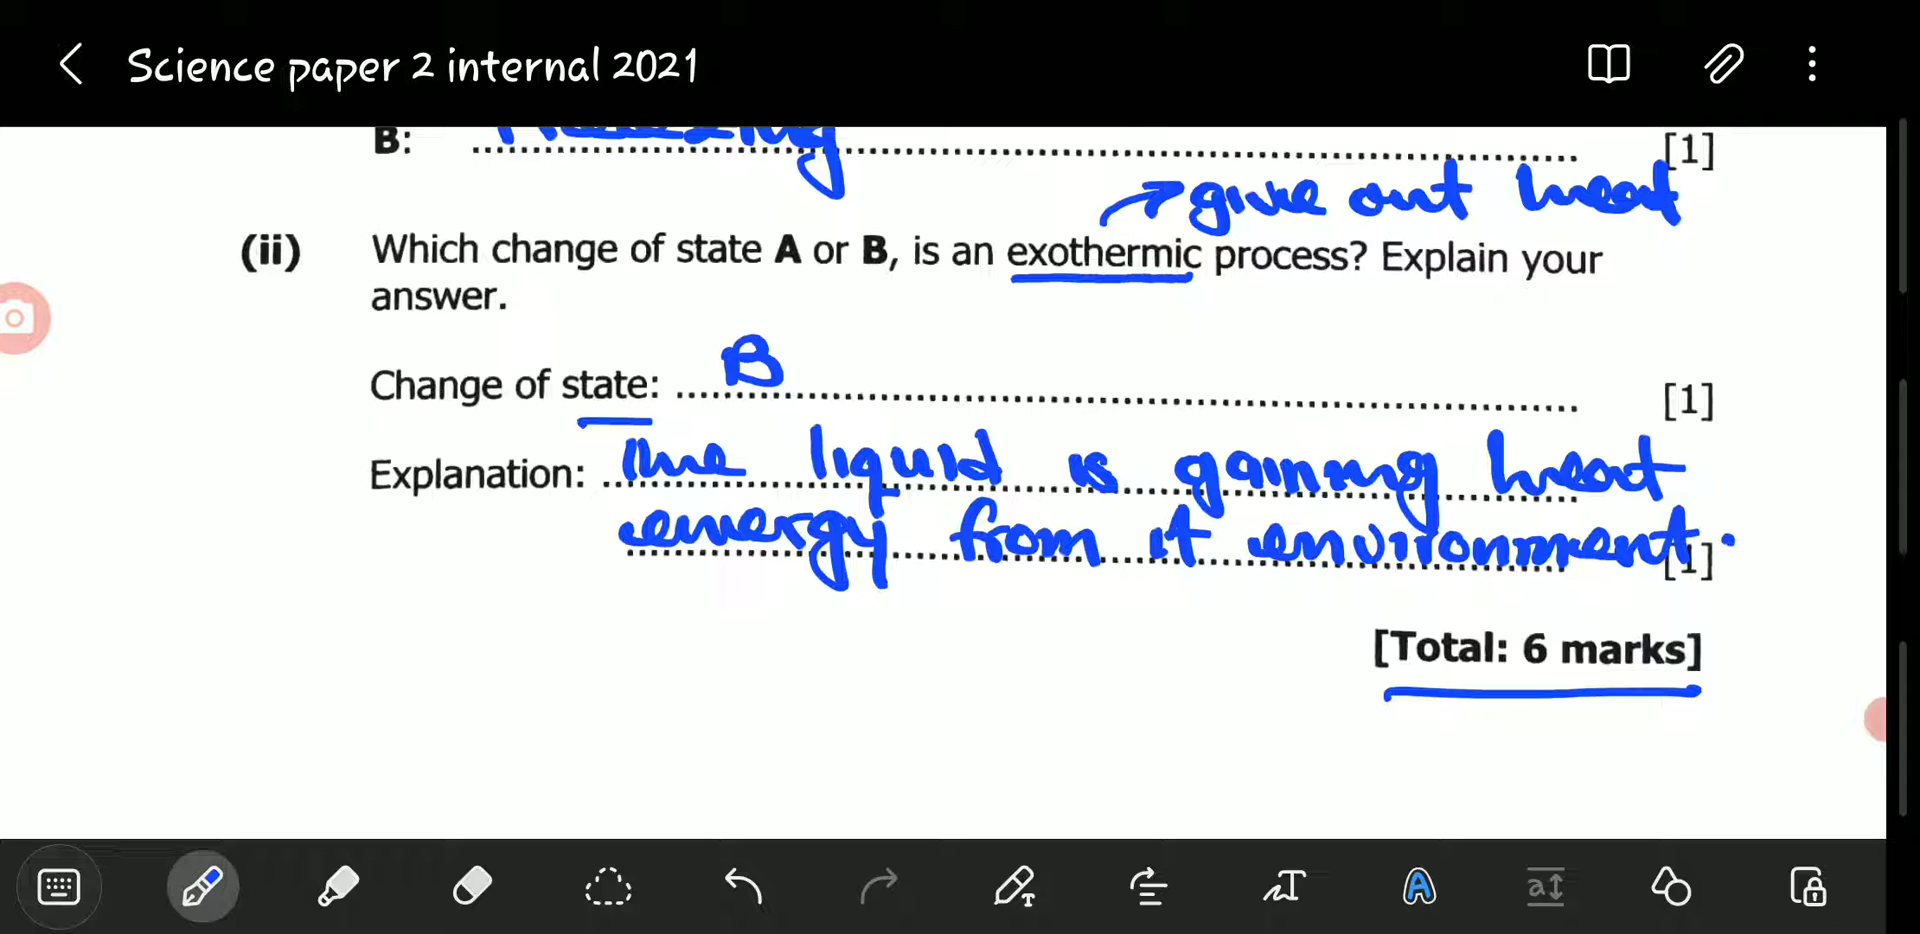 Science paper 2 internal 2021
B: .......... [1]
give out heat
(ii) Which change of state A or B, is an exothermic process? Explain your
answer.
Change of state: B [1]
Explanation: The liquid is gaining heat
energy from it environment. [1]
[Total: 6 marks]